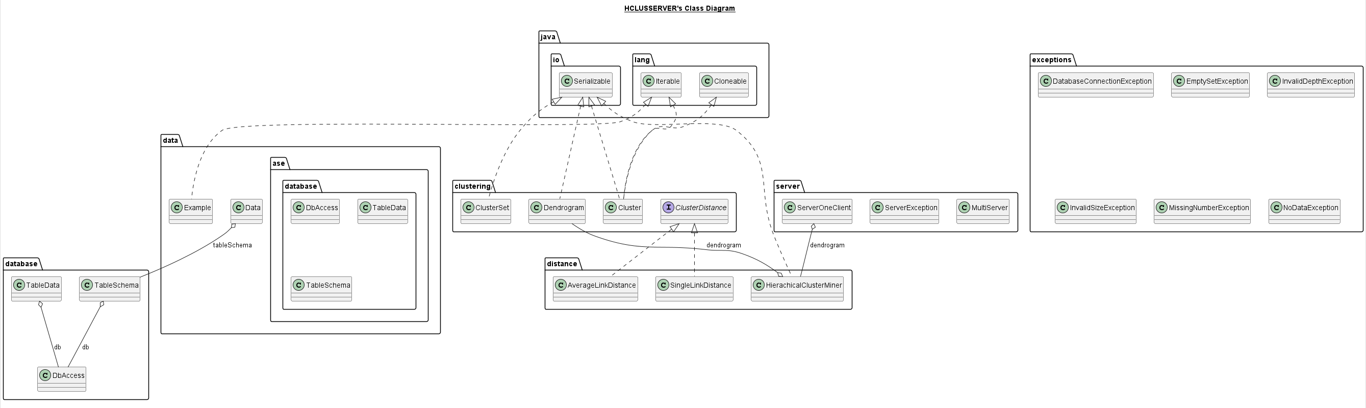 HCLUSSERVER's Class Diagram
java
io
lang
C Serializable
C Iterable
C Cloneable
exceptions
C DatabaseConnectionException
C EmptySetException
C InvalidDepthException
C InvalidSizeException
C MissingNumberException
C NoDataException
data
ase
database
C DbAccess
C TableData
C TableSchema
C Example
C Data
tableSchema
clustering
C ClusterSet
C Dendrogram
C Cluster
I ClusterDistance
server
C ServerOneClient
C ServerException
C MultiServer
dendrogram
dendrogram
database
C TableData
C TableSchema
db
db
C DbAccess
distance
C AverageLinkDistance
C SingleLinkDistance
C HierachicalClusterMiner